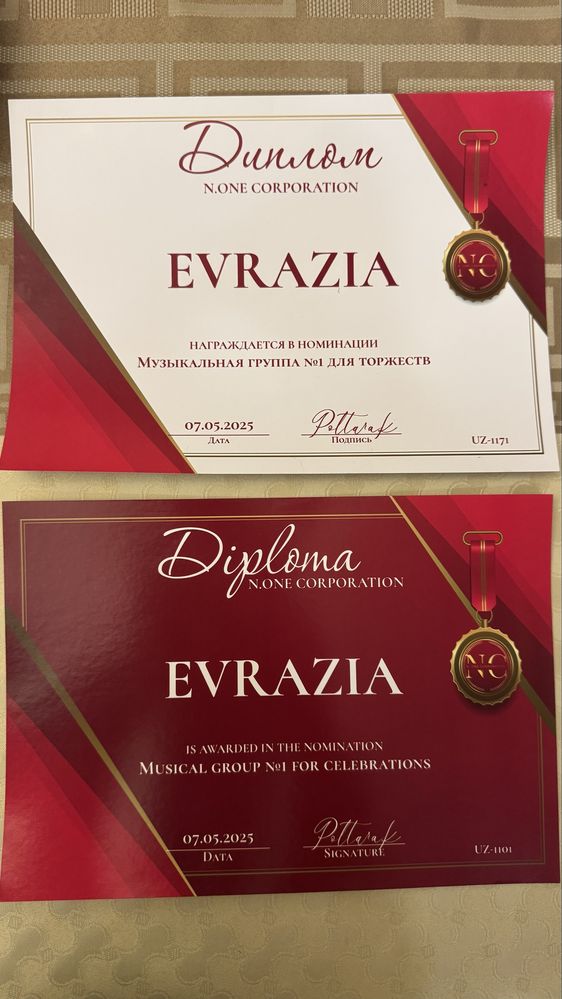 Диплом
N.ONE CORPORATION
EVRAZIA
НАГРАЖДАЕТСЯ В НОМИНАЦИИ
Музыкальная группа №1 для торжеств
07.05.2025
Дата
Pottarak
Подпись
UZ-1171
NC
Diploma
N.ONE CORPORATION
EVRAZIA
IS AWARDED IN THE NOMINATION
Musical group №1 for celebrations
07.05.2025
Data
Pottarak
Signature
UZ-1101
NC